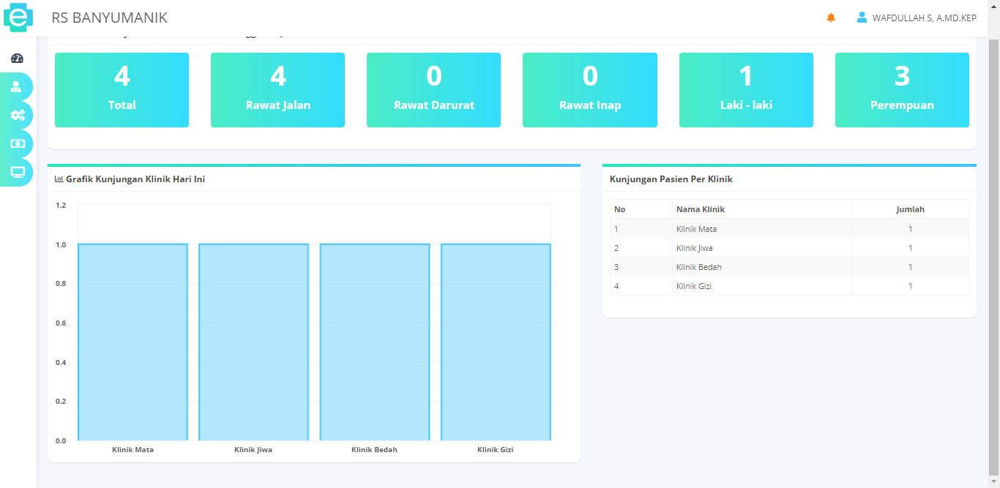 RS BANYUMANIK
WAFDULLAH S, A.MD.KEP
4
Total
4
Rawat Jalan
0
Rawat Darurat
0
Rawat Inap
1
Laki - laki
3
Perempuan
Grafik Kunjungan Klinik Hari Ini
1.2
1.0
0.8
0.6
0.4
0.2
0.0
Klinik Mata Klinik Jiwa Klinik Bedah Klinik Gizi
Kunjungan Pasien Per Klinik
No Nama Klinik Jumlah
1 Klinik Mata 1
2 Klinik Jiwa 1
3 Klinik Bedah 1
4 Klinik Gizi 1